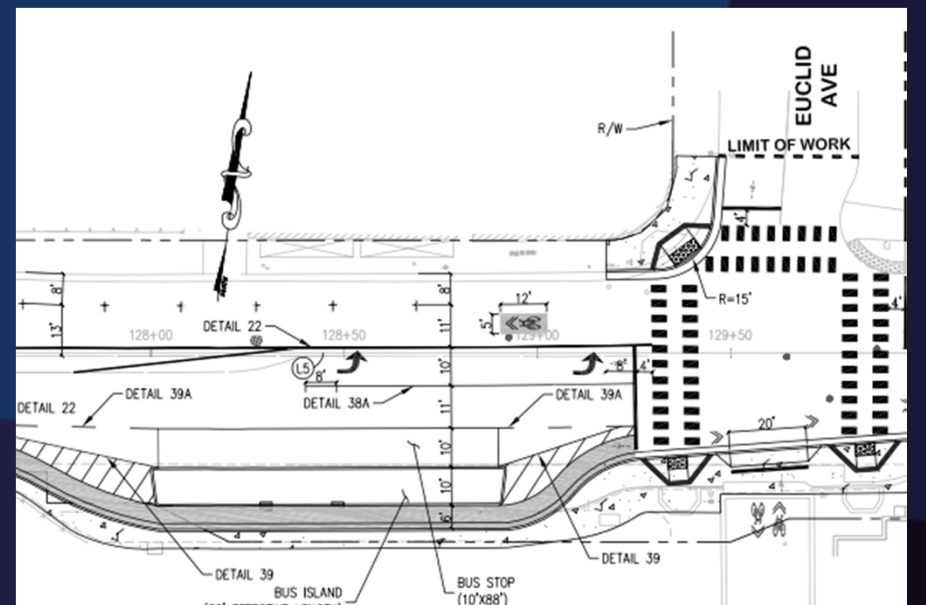 EUCLID
AVE
R/W
LIMIT OF WORK
4'
R=15'
8'
8'
12'
5'
13'
11'
128+00
128+50
129+00
129+50
DETAIL 22
4'
L5
8'
10'
8'
4'
DETAIL 38A
DETAIL 22
DETAIL 39A
11'
DETAIL 39A
20'
10'
10'
6'
DETAIL 39
DETAIL 39
BUS ISLAND
BUS STOP
(10'X88')